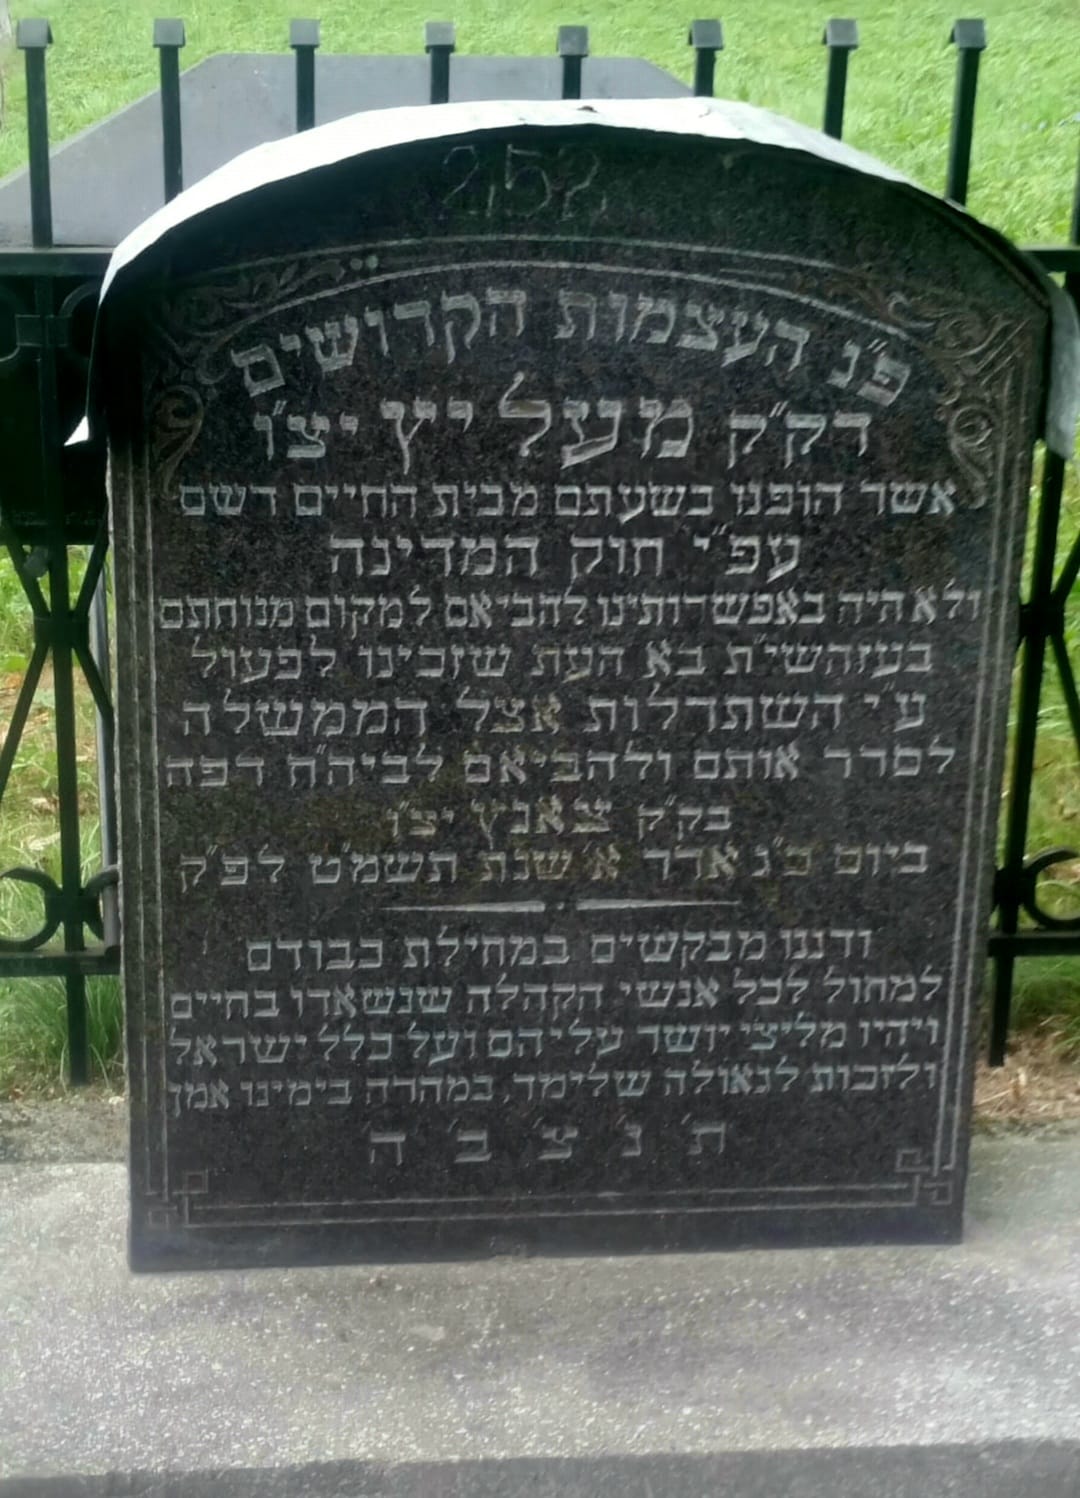 252
פ"נ העצמות הקדושים
דק"ק מעליץ יצ"ו
אשר הופנו בשעתם מבית החיים דשם
עפ"י חוק המדינה
ולא היה באפשרותינו להביאם למקום מנוחתם
בעזהשי"ת בא העת שזכינו לפעול
ע"י השתדלות אצל הממשלה
לסדר אותם ולהביאם לביה"ח דפה
בק"ק צאנץ יצ"ו
ביום כ"ג אדר א' שנת תשמ"ט לפ"ק
והננו מבקשים במחילת כבודם
למחול לכל אנשי הקהלה שנשארו בחיים
ויהיו מליצי יושר עליהם ועל כלל ישראל
ולזכות לגאולה שלימה, במהרה בימינו אמן
ת' נ' צ' ב' ה'